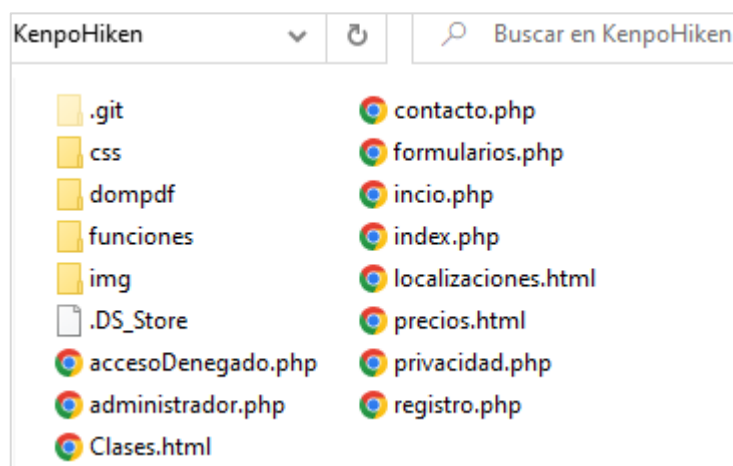 KenpoHiken
Buscar en KenpoHiken
.git
css
dompdf
funciones
img
.DS_Store
accesoDenegado.php
administrador.php
Clases.html
contacto.php
formularios.php
incio.php
index.php
localizaciones.html
precios.html
privacidad.php
registro.php